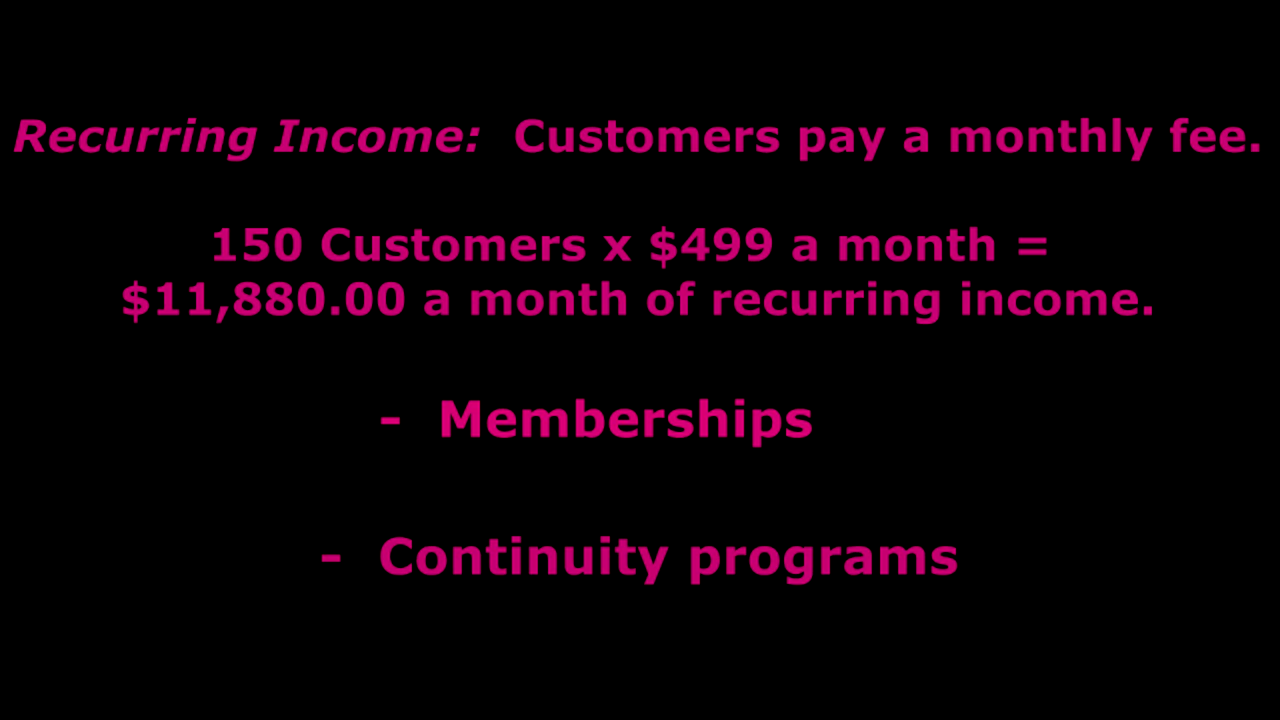 Recurring Income: Customers pay a monthly fee.
150 Customers x $499 a month =
$11,880.00 a month of recurring income.
- Memberships
- Continuity programs